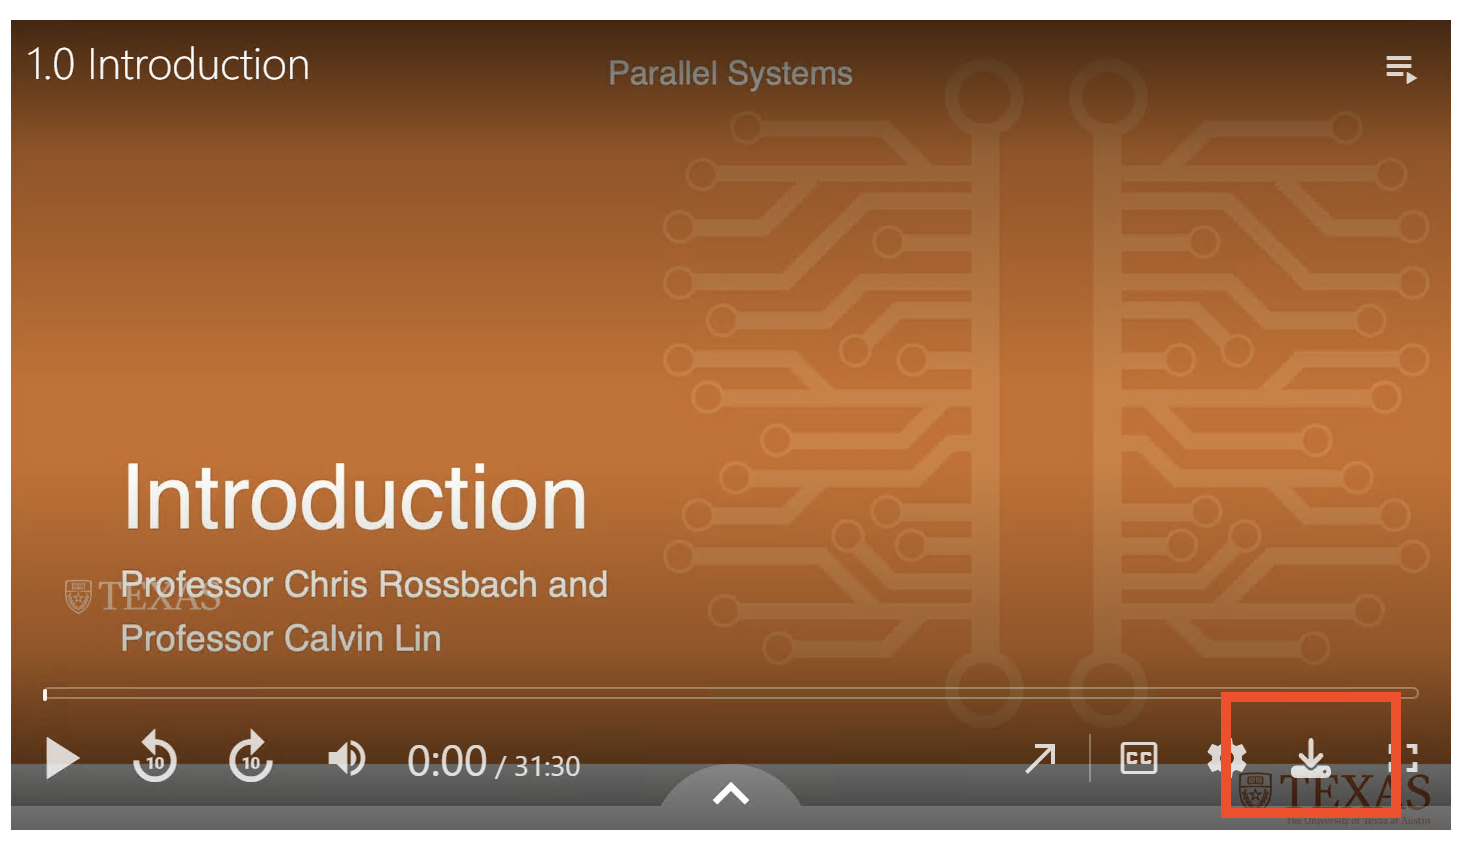 1.0 Introduction
Parallel Systems
Introduction
Professor Chris Rossbach and
TEXAS
Professor Calvin Lin
10
10
0:00 / 31:30
CC
TEXAS
The University of Texas at Austin